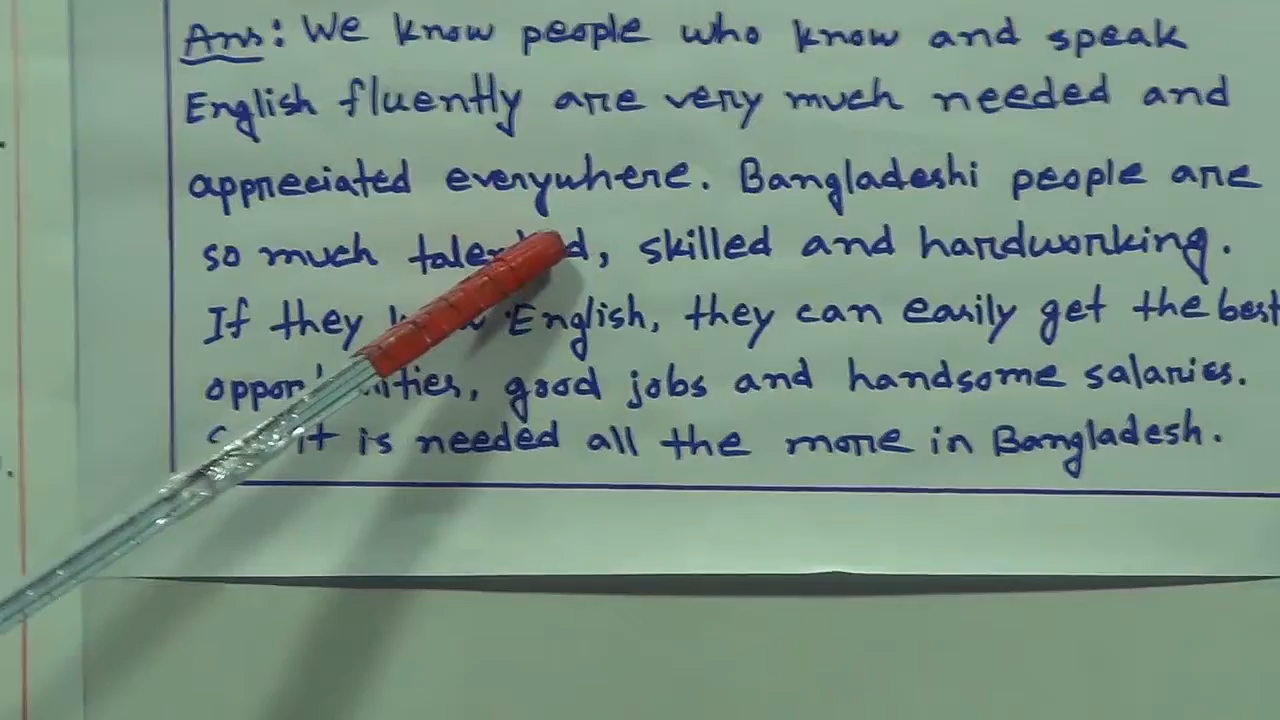 Ans: We know people who know and speak
English fluently are very much needed and
appreciated everywhere. Bangladeshi people are
so much talented, skilled and hardworking.
If they English, they can easily get the best
opportunities, good jobs and handsome salaries.
it is needed all the more in Bangladesh.